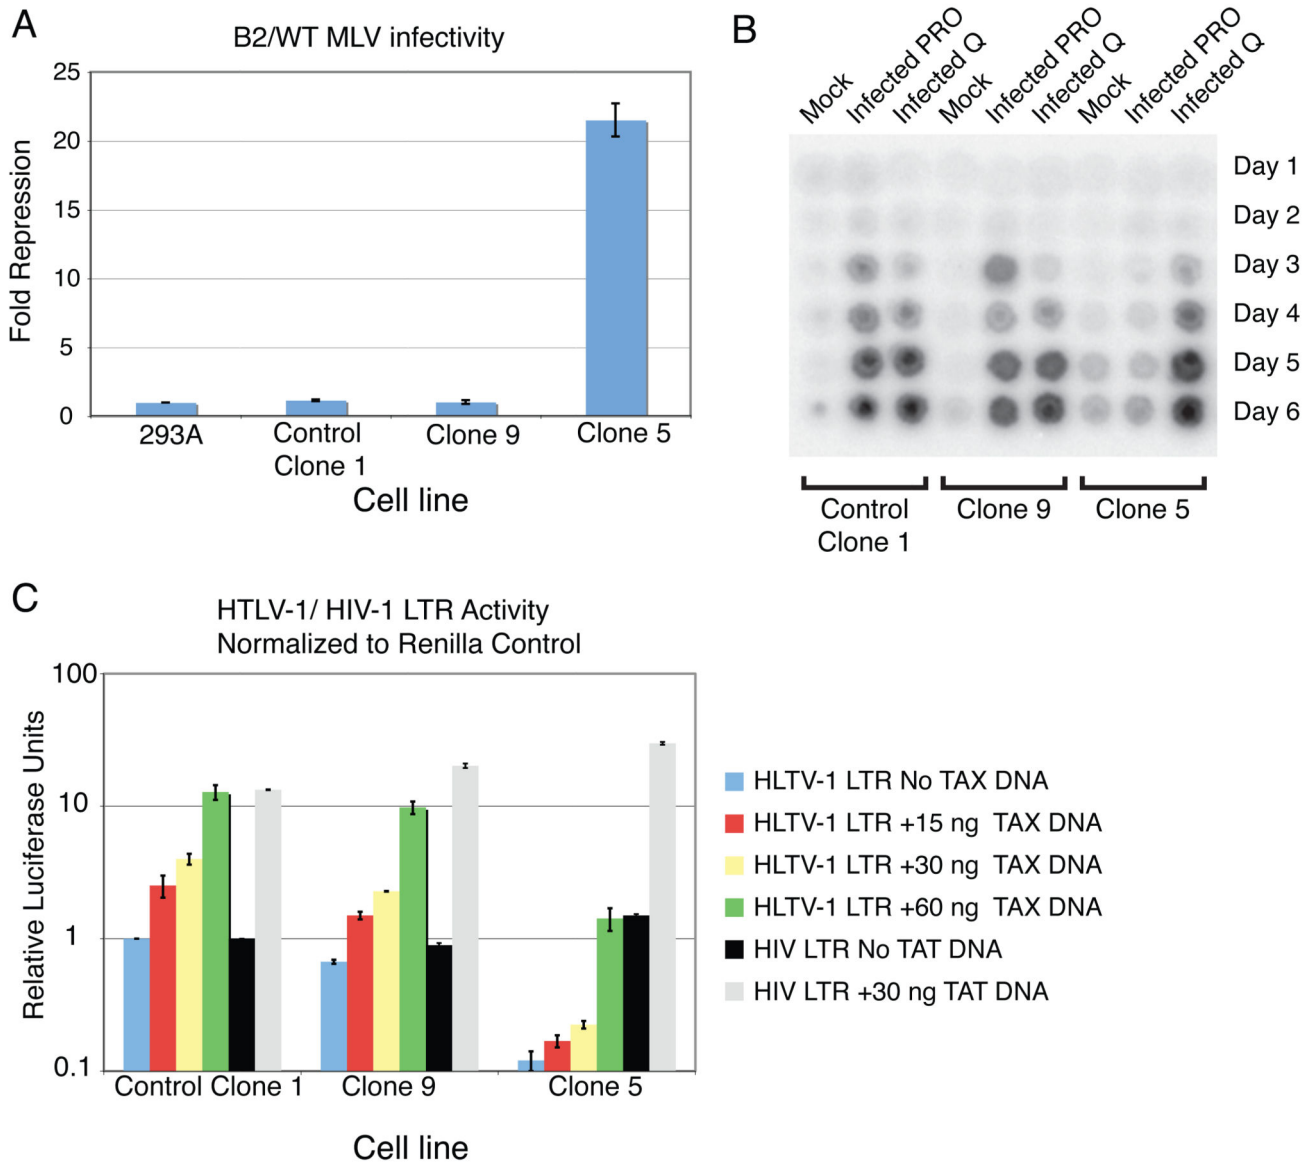 A
B2/WT MLV infectivity
Fold Repression
25
20
15
10
5
0
293A
Control
Clone 1
Clone 9
Clone 5
Cell line
B
Mock
Infected PRO
Infected Q
Mock
Infected PRO
Infected Q
Mock
Infected PRO
Infected Q
Day 1
Day 2
Day 3
Day 4
Day 5
Day 6
Control
Clone 1
Clone 9
Clone 5
C
HTLV-1/ HIV-1 LTR Activity
Normalized to Renilla Control
Relative Luciferase Units
100
10
1
0.1
Control Clone 1
Clone 9
Clone 5
Cell line
HLTV-1 LTR No TAX DNA
HLTV-1 LTR +15 ng TAX DNA
HLTV-1 LTR +30 ng TAX DNA
HLTV-1 LTR +60 ng TAX DNA
HIV LTR No TAT DNA
HIV LTR +30 ng TAT DNA